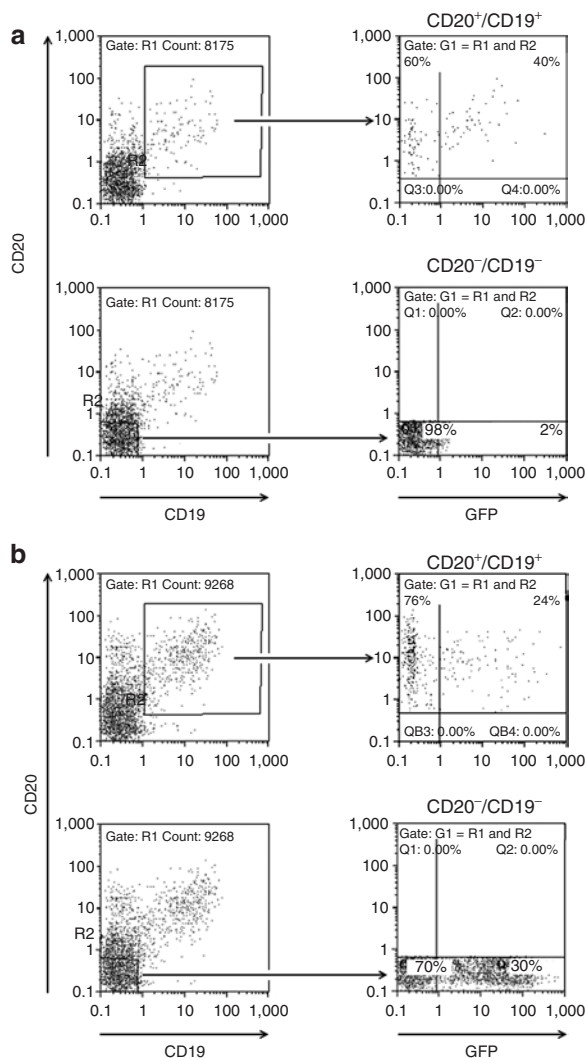 a
CD20
CD20⁺/CD19⁺
1,000
100
10
1
0.1
Gate: R1 Count: 8175
R2
0.1 1 10 100 1,000
1,000
100
10
1
0.1
Gate: G1 = R1 and R2
60% 40%
Q3:0.00% Q4:0.00%
0.1 1 10 100 1,000
CD20⁻/CD19⁻
1,000
100
10
1
0.1
Gate: R1 Count: 8175
R2
0.1 1 10 100 1,000
1,000
100
10
1
0.1
Gate: G1 = R1 and R2
Q1: 0.00% Q2: 0.00%
98% 2%
0.1 1 10 100 1,000
CD19
GFP
b
CD20
CD20⁺/CD19⁺
1,000
100
10
1
0.1
Gate: R1 Count: 9268
R2
0.1 1 10 100 1,000
1,000
100
10
1
0.1
Gate: G1 = R1 and R2
76% 24%
QB3: 0.00% QB4: 0.00%
0.1 1 10 100 1,000
CD20⁻/CD19⁻
1,000
100
10
1
0.1
Gate: R1 Count: 9268
R2
0.1 1 10 100 1,000
1,000
100
10
1
0.1
Gate: G1 = R1 and R2
Q1: 0.00% Q2: 0.00%
70% 30%
0.1 1 10 100 1,000
CD19
GFP